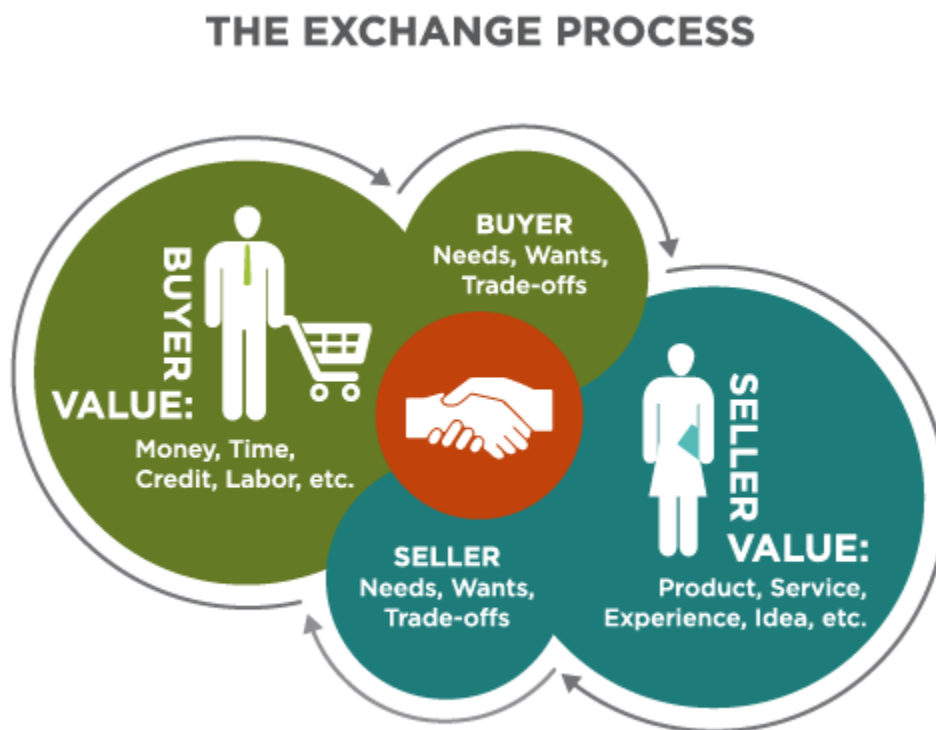 THE EXCHANGE PROCESS
BUYER
Needs, Wants,
Trade-offs
BUYER
VALUE:
Money, Time,
Credit, Labor, etc.
SELLER
VALUE:
Product, Service,
Experience, Idea, etc.
SELLER
Needs, Wants,
Trade-offs